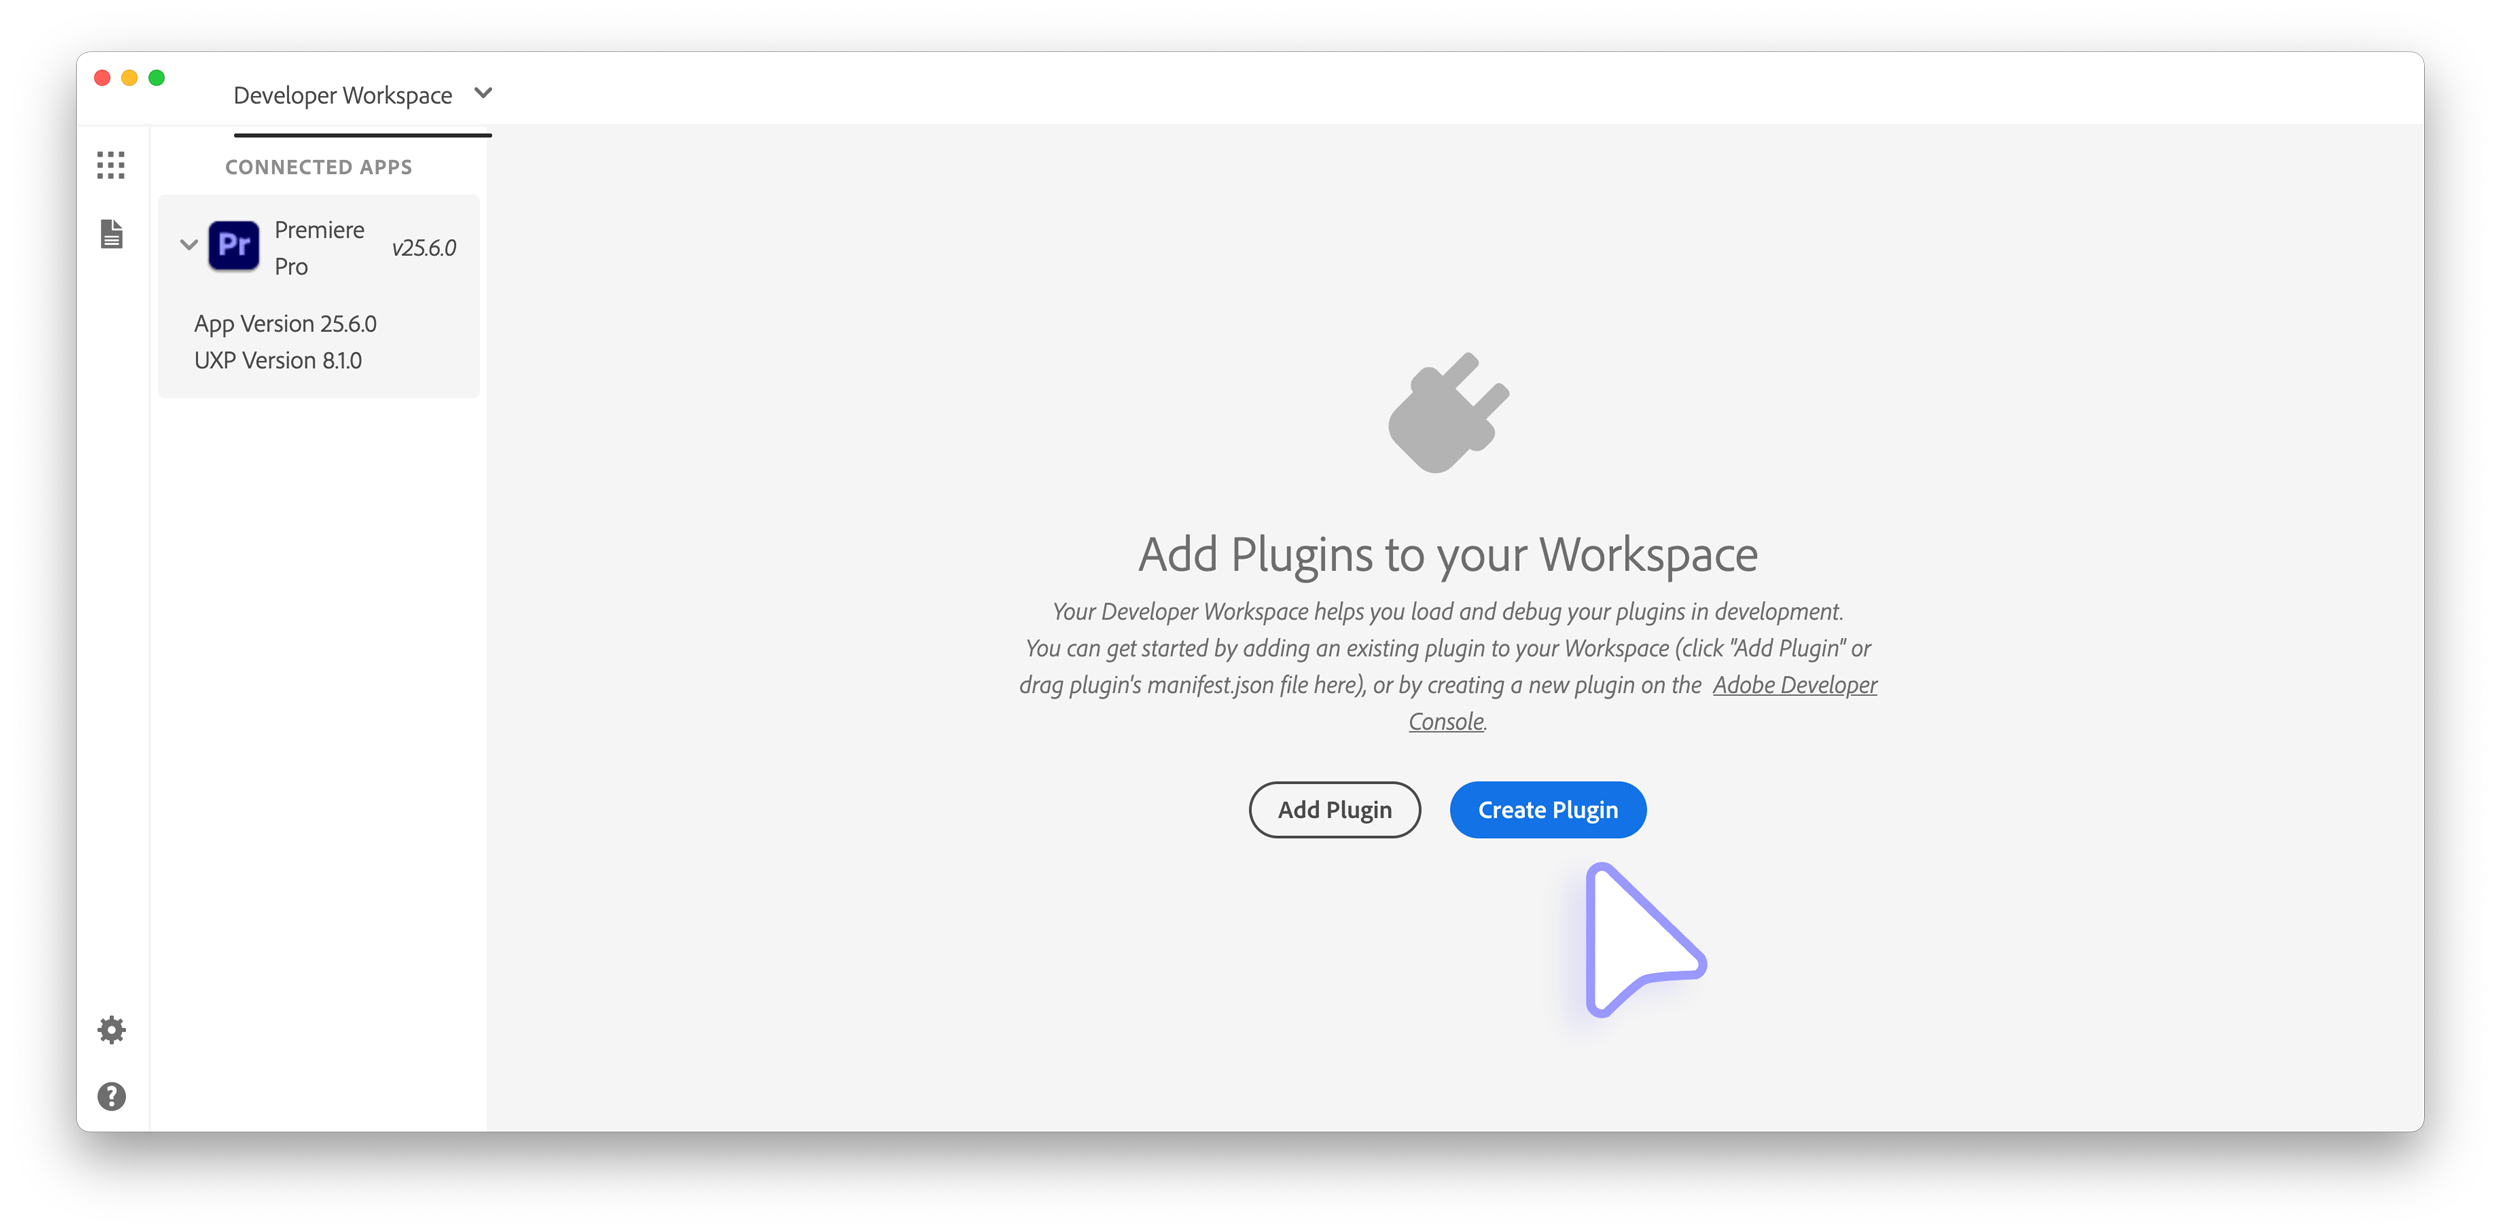 Developer Workspace
CONNECTED APPS
Pr
Premiere
Pro
v25.6.0
App Version 25.6.0
UXP Version 8.1.0
Add Plugins to your Workspace
Your Developer Workspace helps you load and debug your plugins in development.
You can get started by adding an existing plugin to your Workspace (click "Add Plugin" or
drag plugin's manifest.json file here), or by creating a new plugin on the Adobe Developer
Console.
Add Plugin
Create Plugin
?